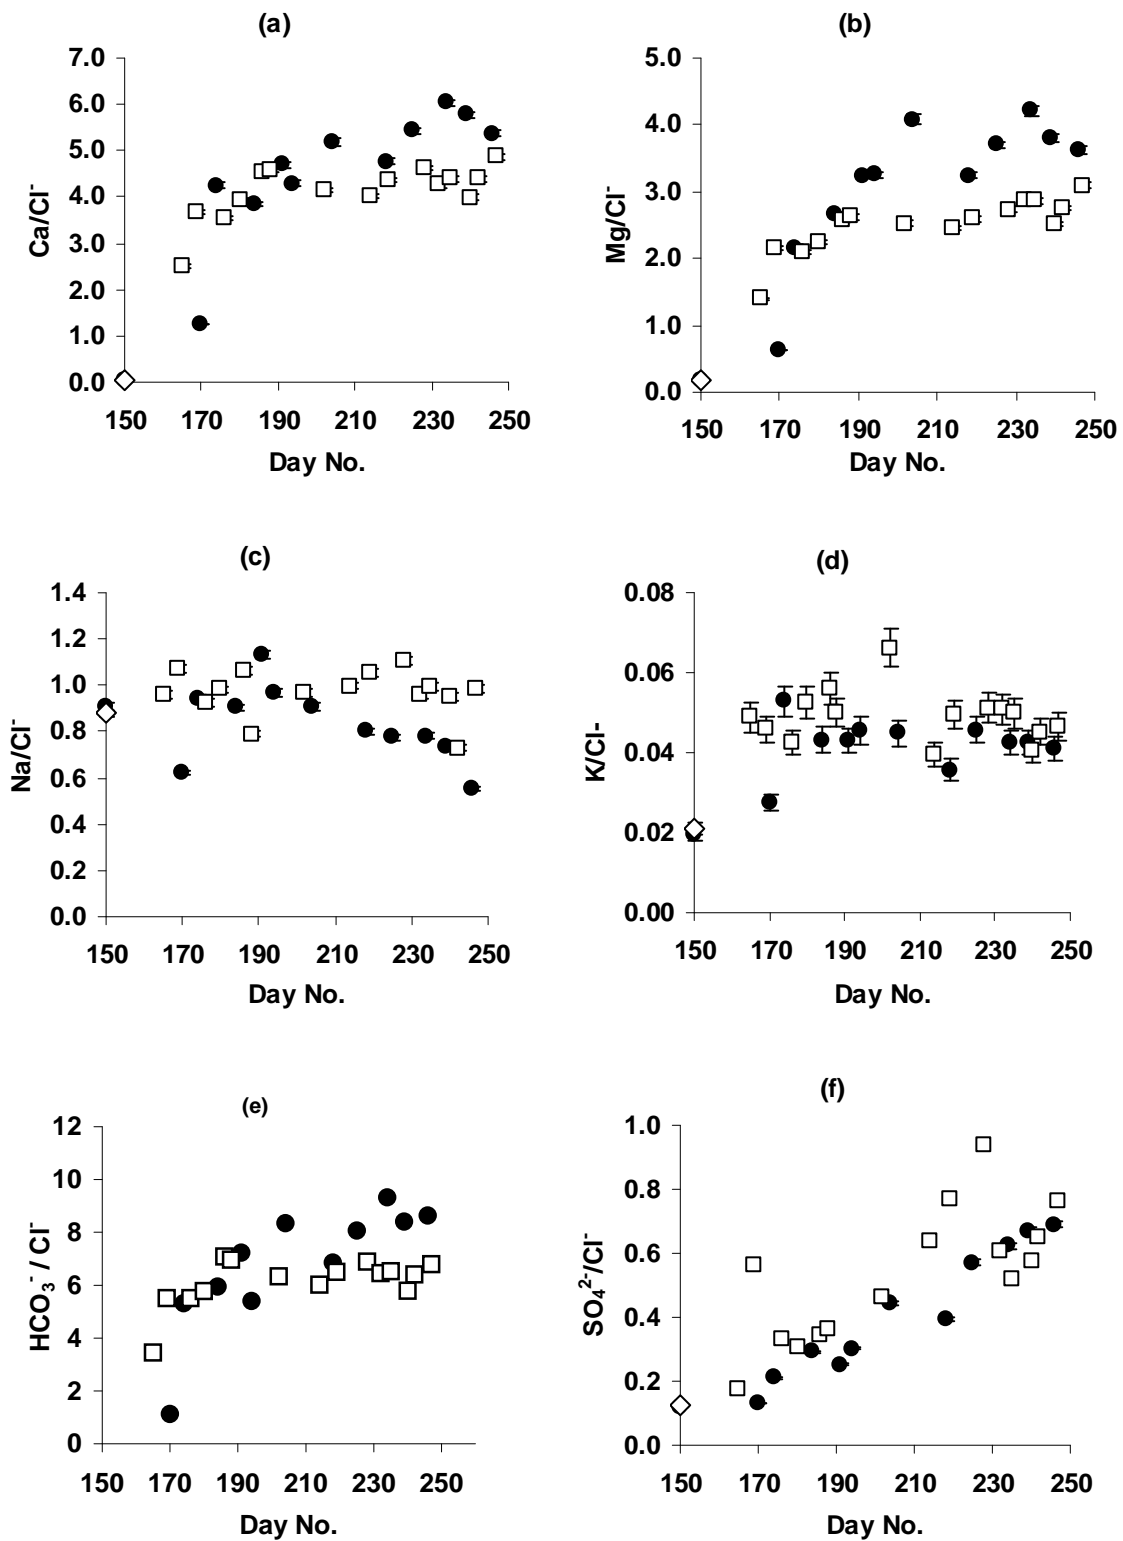 (a)
7.0
6.0
5.0
4.0
3.0
2.0
1.0
0.0
Ca/Cl⁻
150 170 190 210 230 250
Day No.
(b)
5.0
4.0
3.0
2.0
1.0
0.0
Mg/Cl⁻
150 170 190 210 230 250
Day No.
(c)
1.4
1.2
1.0
0.8
0.6
0.4
0.2
0.0
Na/Cl⁻
150 170 190 210 230 250
Day No.
(d)
0.08
0.06
0.04
0.02
0.00
K/Cl-
150 170 190 210 230 250
Day No.
(e)
12
10
8
6
4
2
0
HCO₃⁻ / Cl⁻
150 170 190 210 230 250
Day No.
(f)
1.0
0.8
0.6
0.4
0.2
0.0
SO₄²⁻/Cl⁻
150 170 190 210 230 250
Day No.